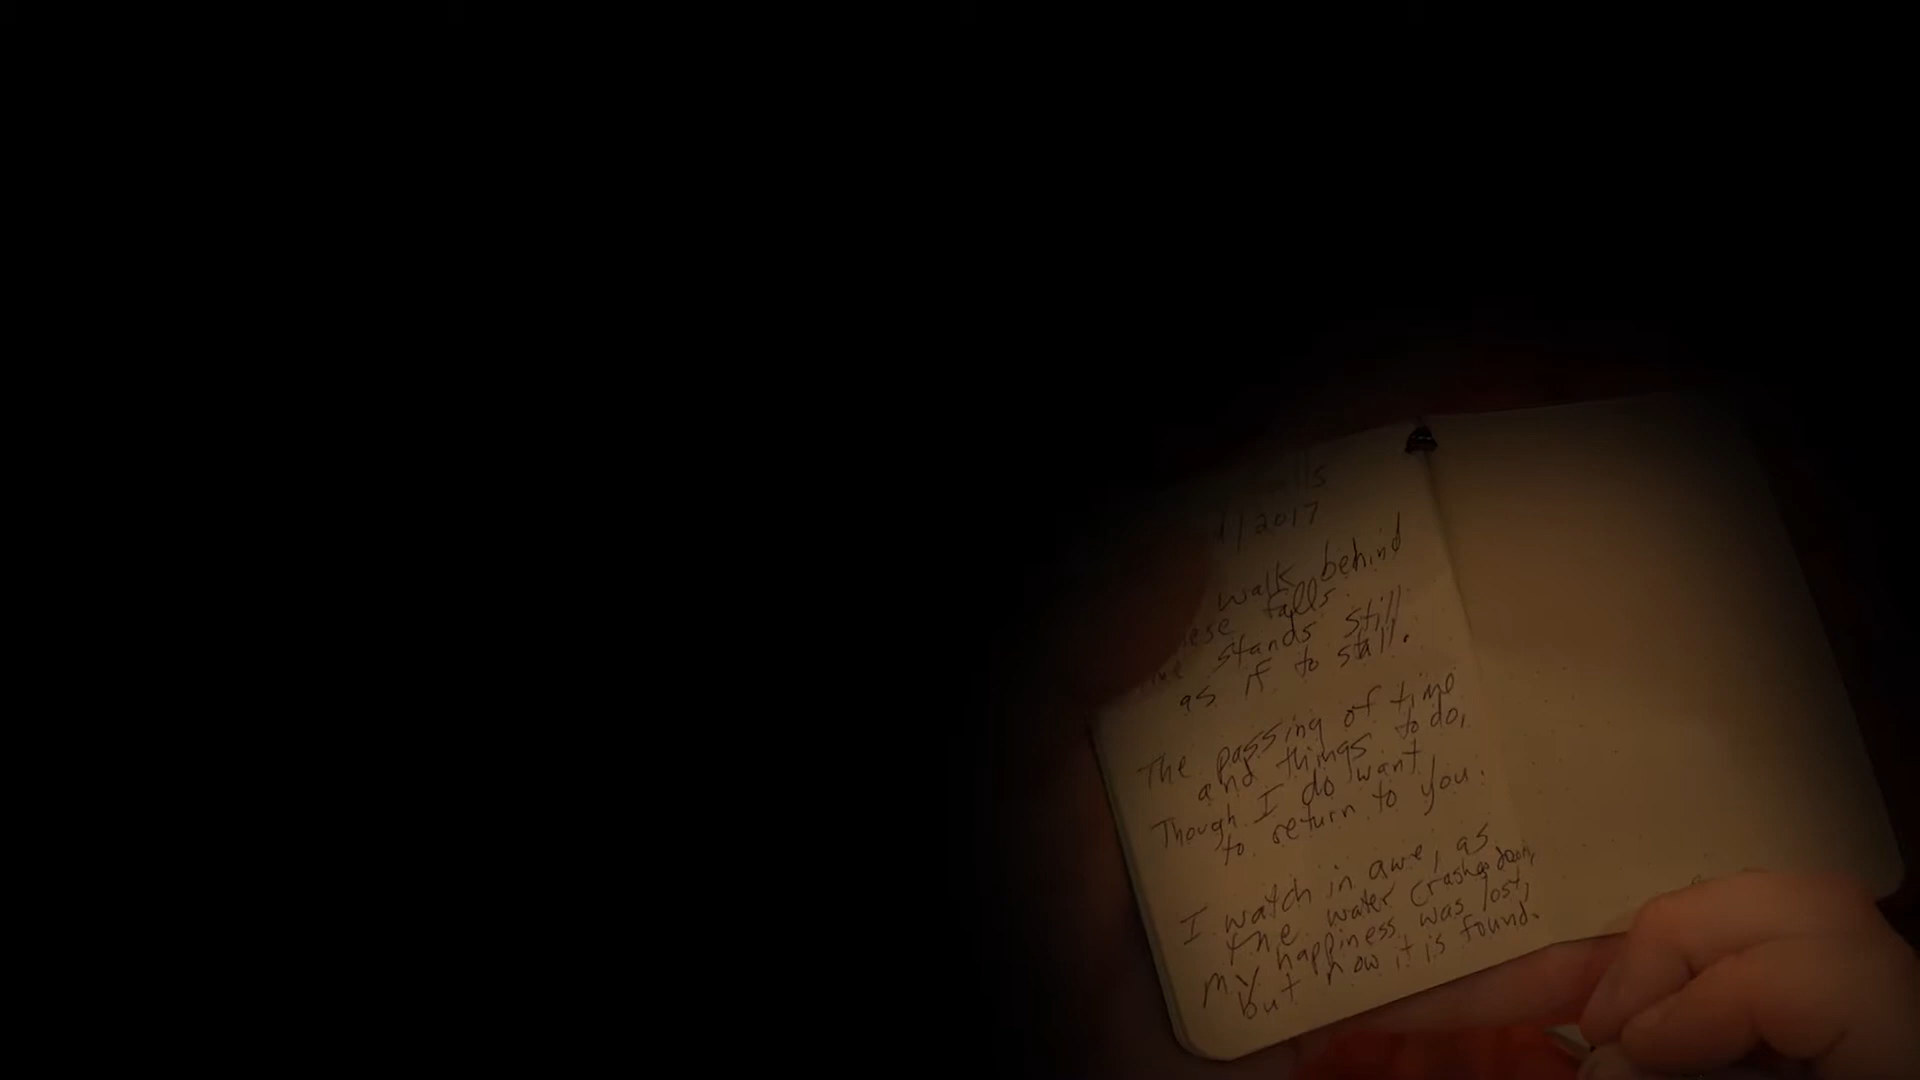 /2017
walk behind
falls
stands still
as if to stall.
The passing of time
and things to do,
Though I do want
to return to you.
I watch in awe, as
the water crashes down,
my happiness was lost,
but now it is found.